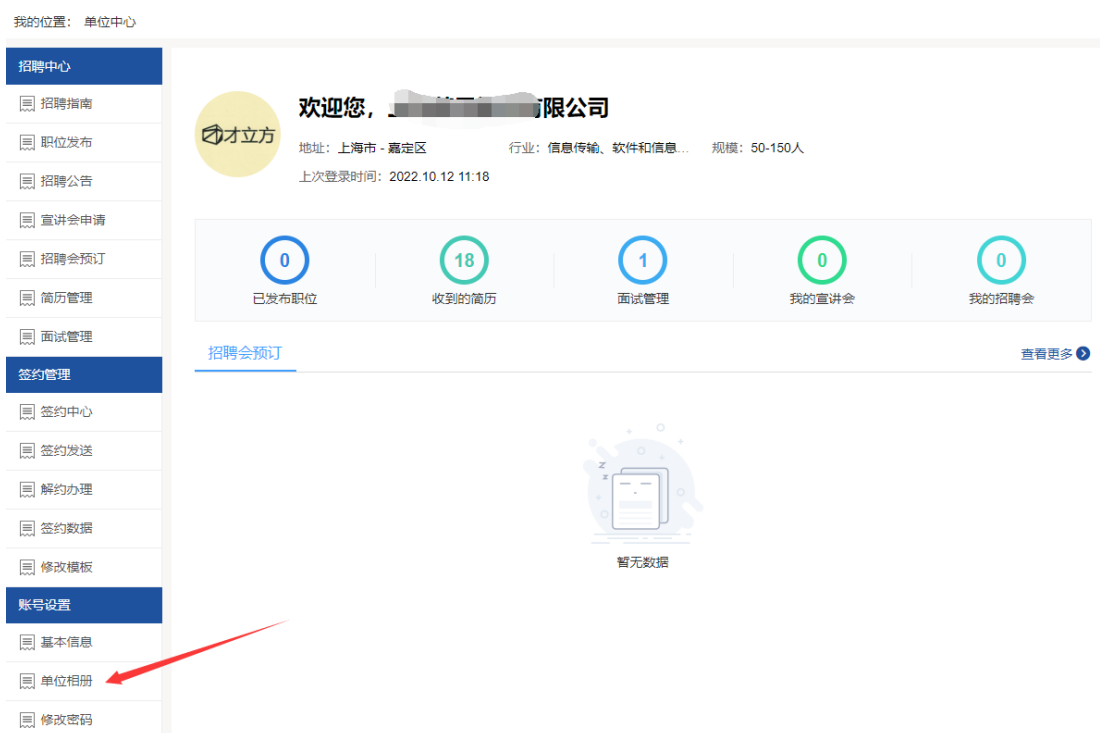 我的位置： 单位中心
招聘中心
招聘指南
职位发布
招聘公告
宣讲会申请
招聘会预订
简历管理
面试管理
签约管理
签约中心
签约发送
解约办理
签约数据
修改模板
账号设置
基本信息
单位相册
修改密码
才立方
欢迎您， 有限公司
地址：上海市 - 嘉定区 行业：信息传输、软件和信息... 规模：50-150人
上次登录时间：2022.10.12 11:18
0 18 1 0 0
已发布职位 收到的简历 面试管理 我的宣讲会 我的招聘会
招聘会预订 查看更多
z
z
暂无数据